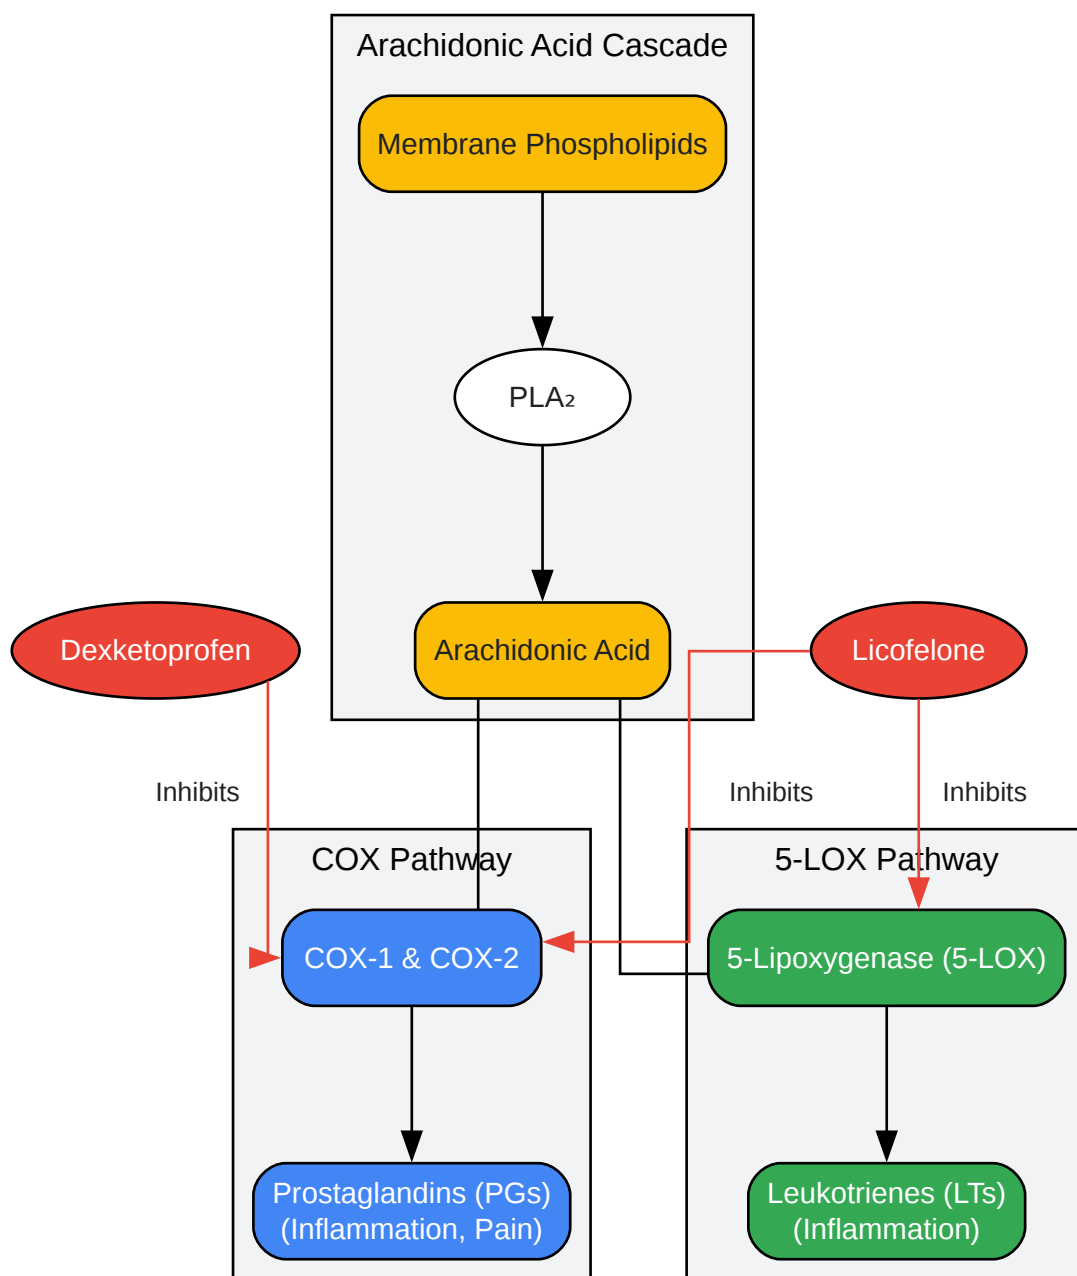 Arachidonic Acid Cascade
Membrane Phospholipids
PLA₂
Dexketoprofen
Arachidonic Acid
Licofelone
Inhibits
Inhibits
Inhibits
COX Pathway
5-LOX Pathway
COX-1 & COX-2
5-Lipoxygenase (5-LOX)
Prostaglandins (PGs)
(Inflammation, Pain)
Leukotrienes (LTs)
(Inflammation)